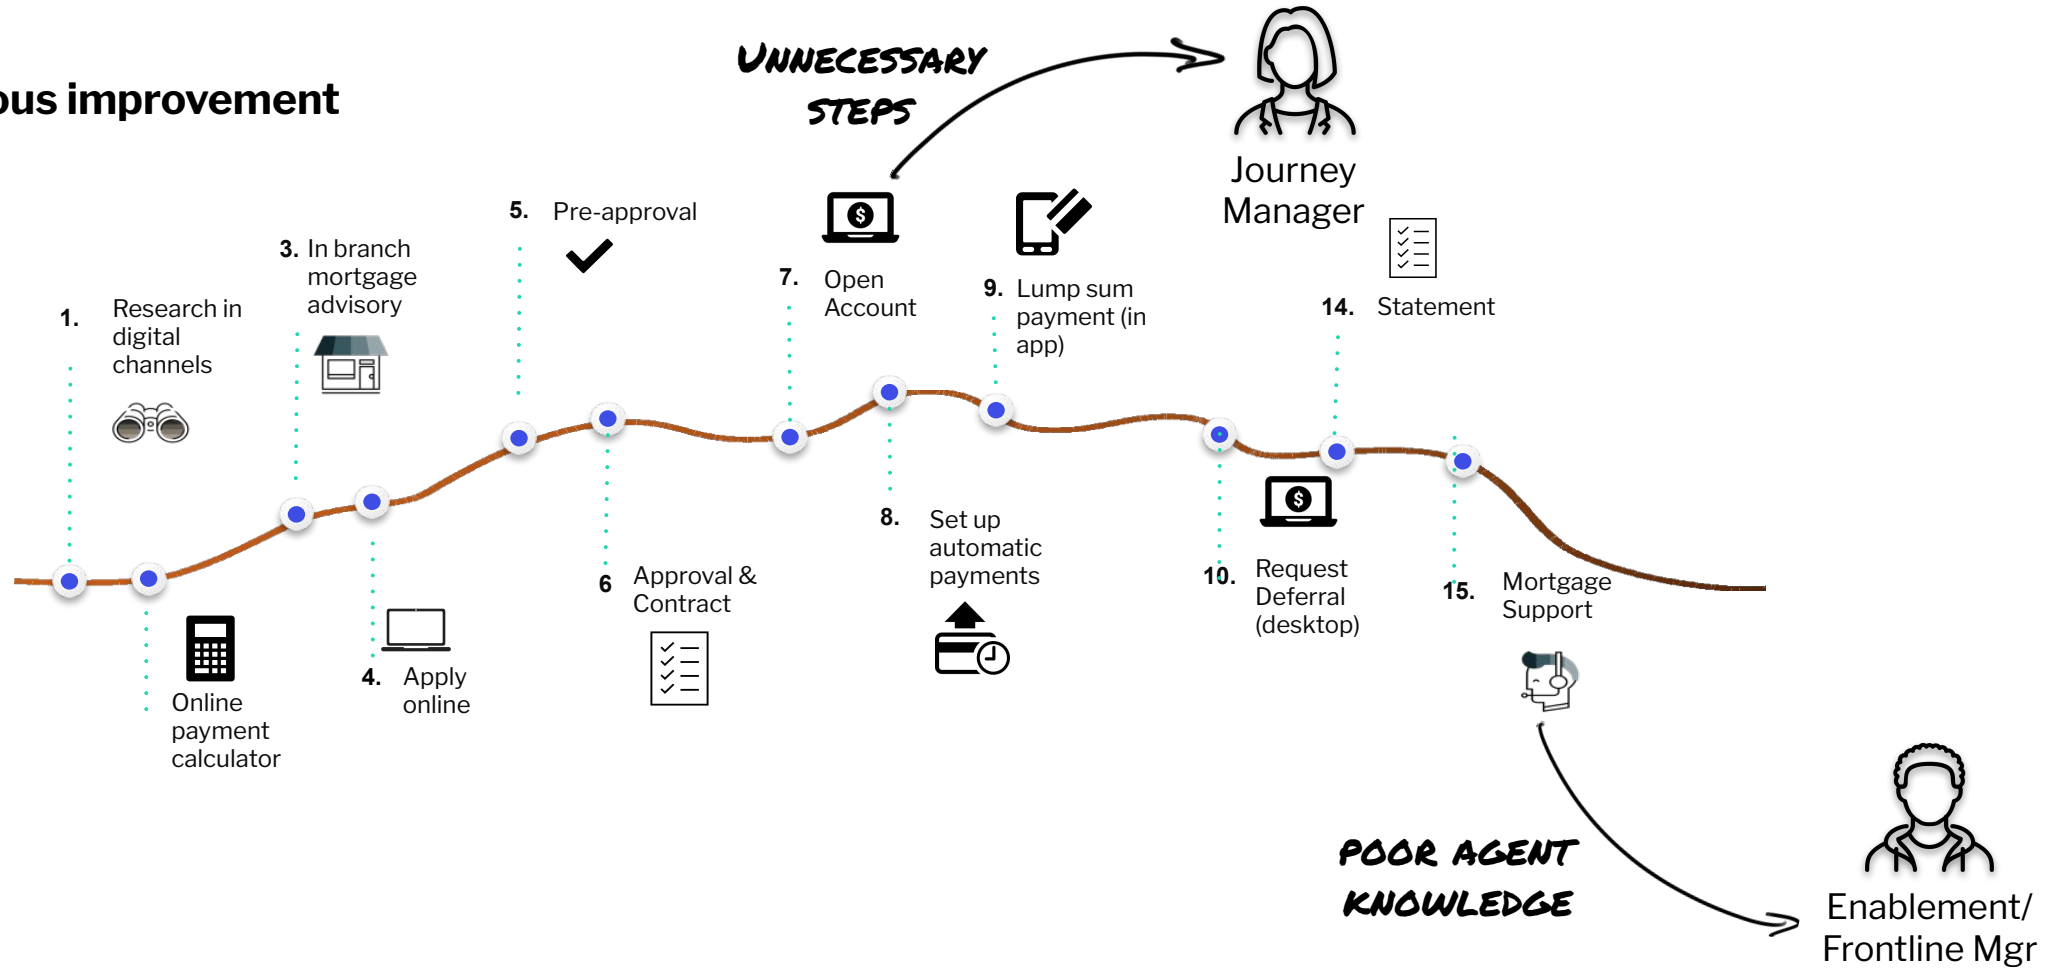 ous improvement
UNNECESSARY
STEPS
Journey
Manager
1.
Research in
digital
channels
Online
payment
calculator
3. In branch
mortgage
advisory
4. Apply
online
5. Pre-approval
6 Approval &
Contract
7. Open
Account
$
8. Set up
automatic
payments
9. Lump sum
payment (in
app)
$
10. Request
Deferral
(desktop)
14. Statement
15. Mortgage
Support
POOR AGENT
KNOWLEDGE
Enablement/
Frontline Mgr